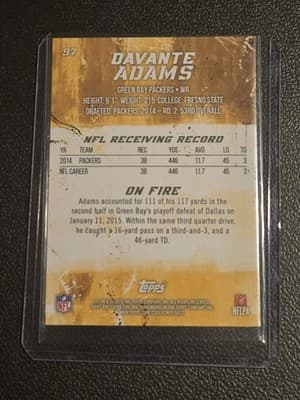 97
DAVANTE
ADAMS
GREEN BAY PACKERS • WR
HEIGHT: 6'1" WEIGHT: 215 COLLEGE: FRESNO STATE
DRAFTED: PACKERS 2014 – RD. 2, 53RD OVERALL
NFL RECEIVING RECORD
YR TEAM REC YDS AVG LG TD
2014 PACKERS 38 446 11.7 45 3
NFL CAREER 38 446 11.7 45 3
ON FIRE
Adams accounted for 111 of his 117 yards in the
second half in Green Bay's playoff defeat of Dallas on
January 11, 2015. Within the same third quarter drive,
he caught a 16-yard pass on a third-and-3, and a
46-yard TD.
Topps
NFL
NFLPA